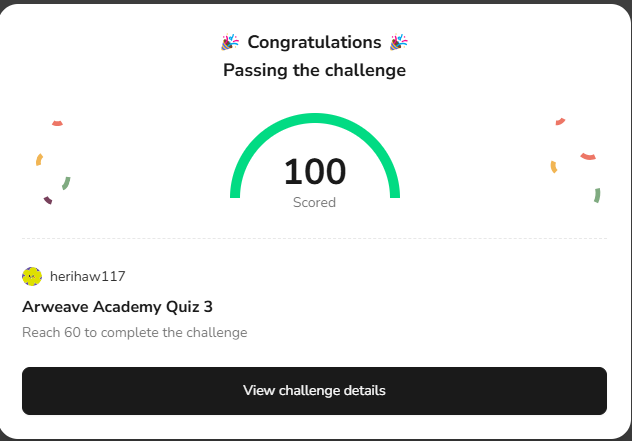 🎉 Congratulations 🎉
Passing the challenge
100
Scored
herihaw117
Arweave Academy Quiz 3
Reach 60 to complete the challenge
View challenge details